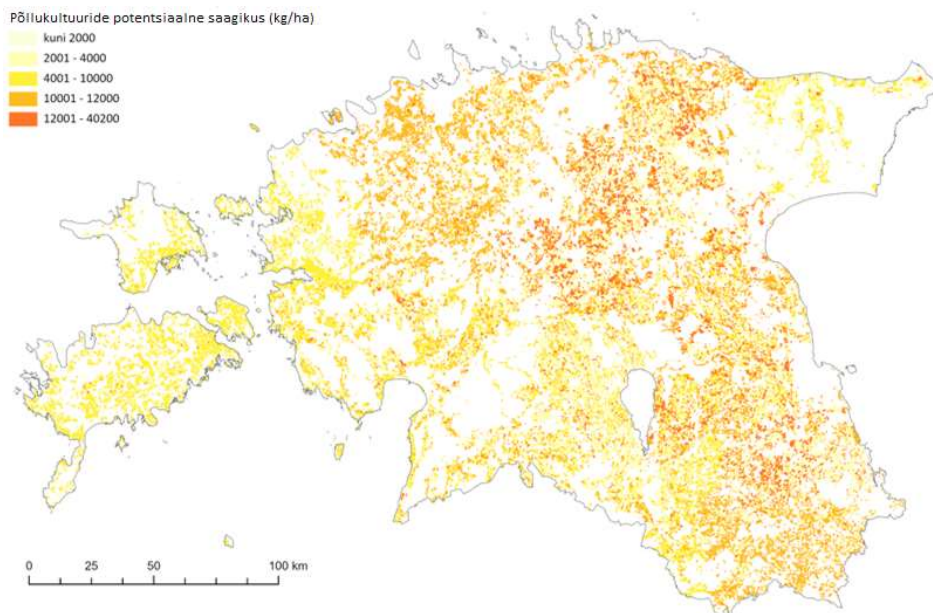 Põllukultuuride potentsiaalne saagikus (kg/ha)
kuni 2000
2001 - 4000
4001 - 10000
10001 - 12000
12001 - 40200
0 25 50 100 km